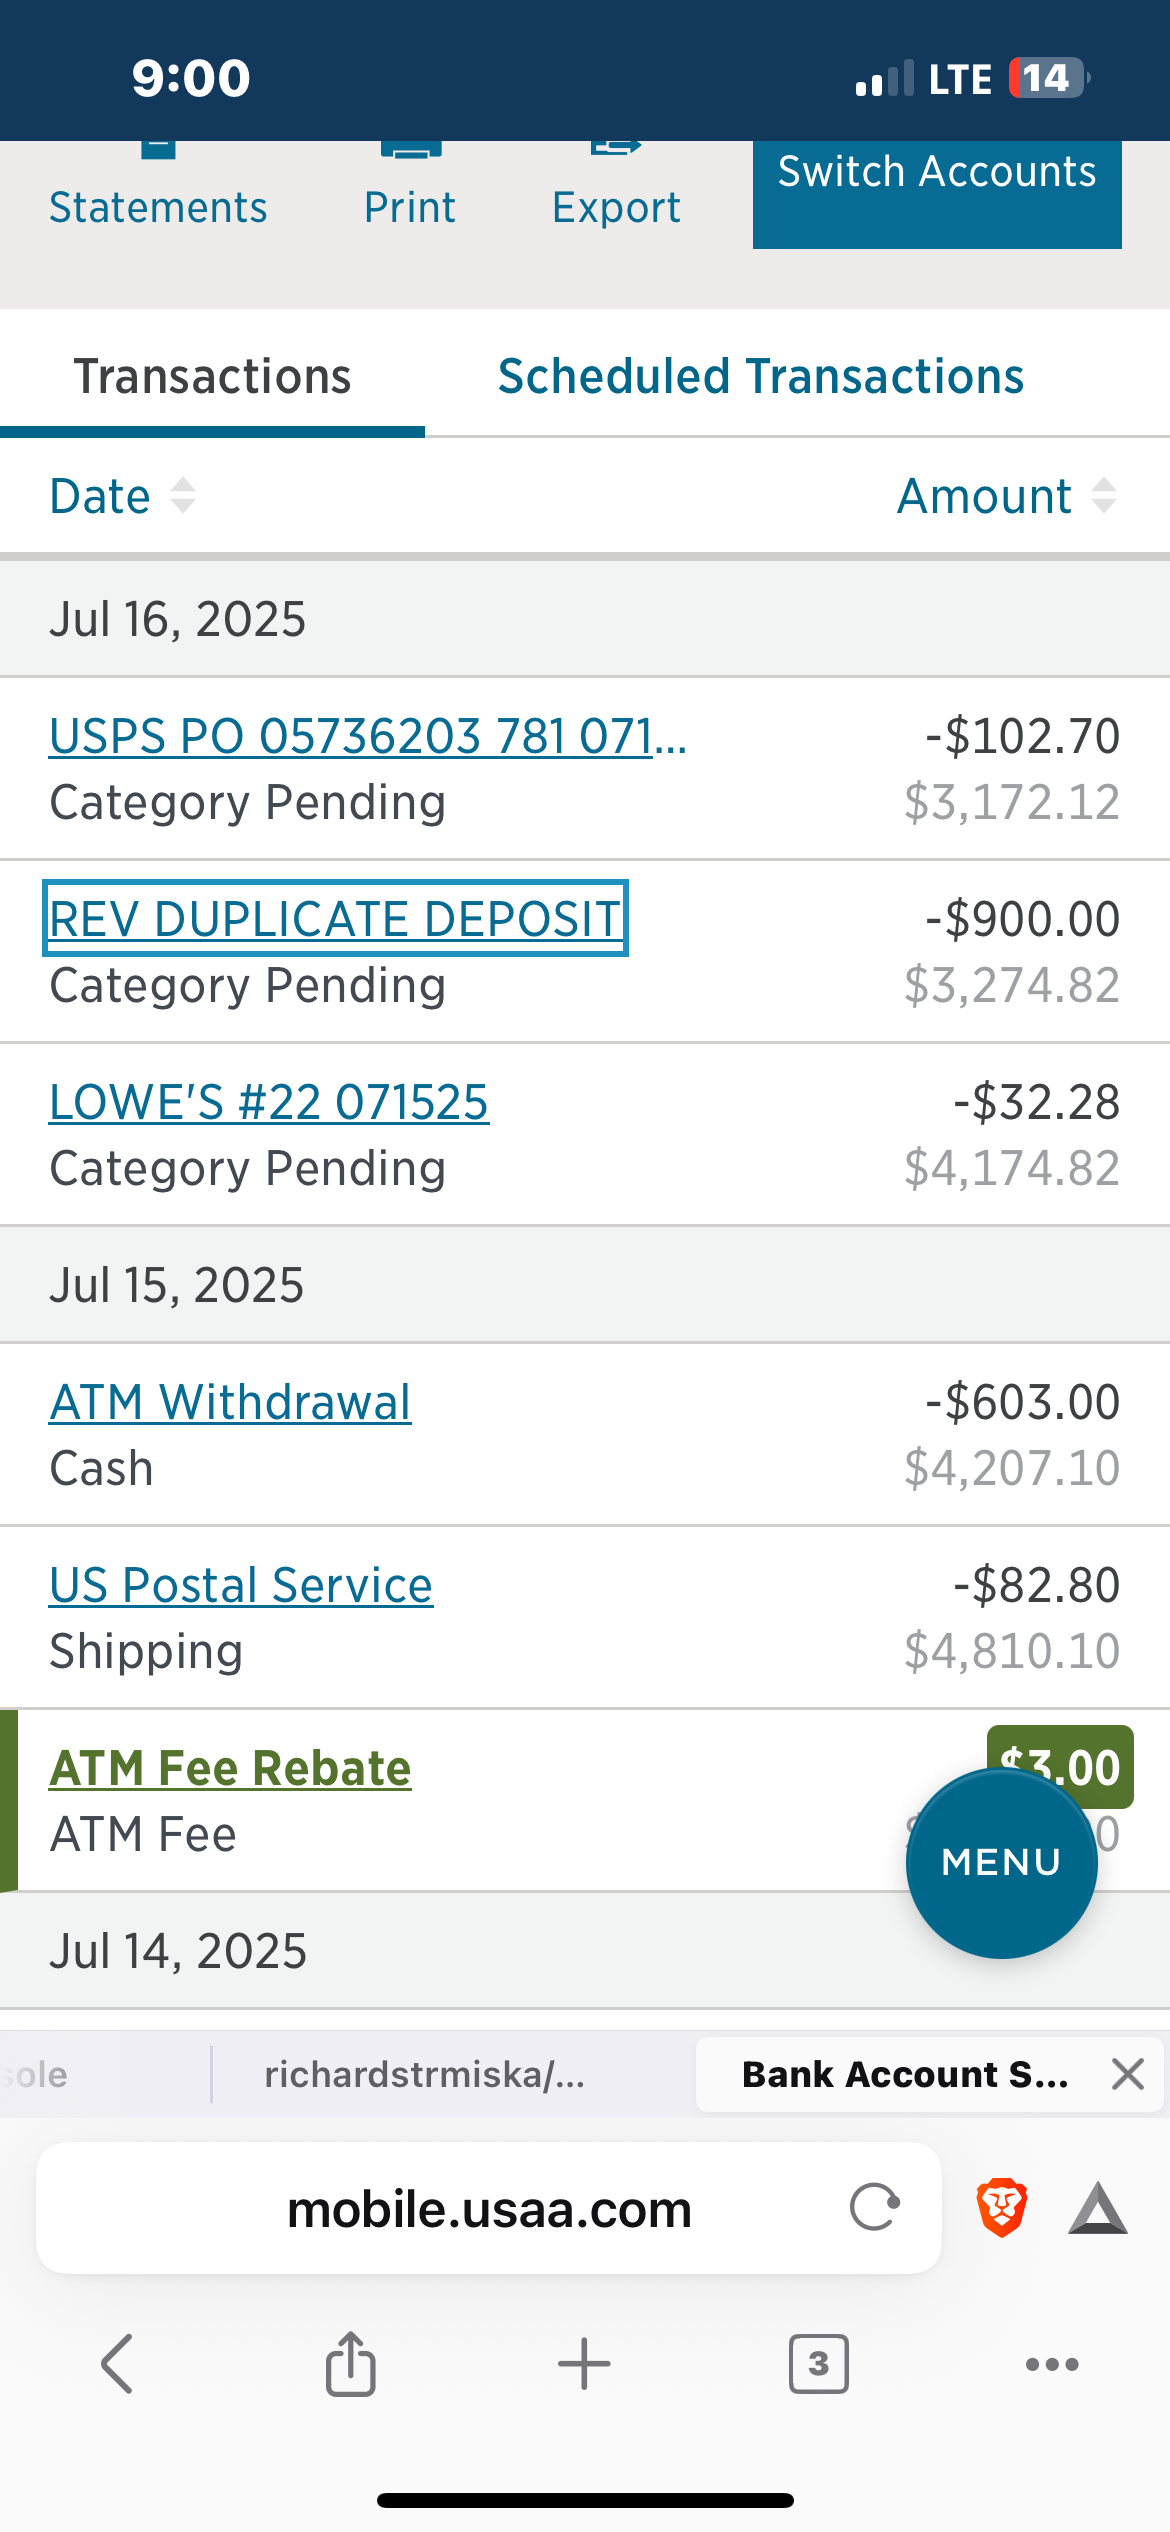 9:00 LTE 14
Statements Print Export Switch Accounts
Transactions Scheduled Transactions
Date Amount
Jul 16, 2025
USPS PO 05736203 781 071... -$102.70
Category Pending $3,172.12
REV DUPLICATE DEPOSIT -$900.00
Category Pending $3,274.82
LOWE'S #22 071525 -$32.28
Category Pending $4,174.82
Jul 15, 2025
ATM Withdrawal -$603.00
Cash $4,207.10
US Postal Service -$82.80
Shipping $4,810.10
ATM Fee Rebate $3.00
ATM Fee
MENU
Jul 14, 2025
richardstrmiska/... Bank Account S...
mobile.usaa.com
3